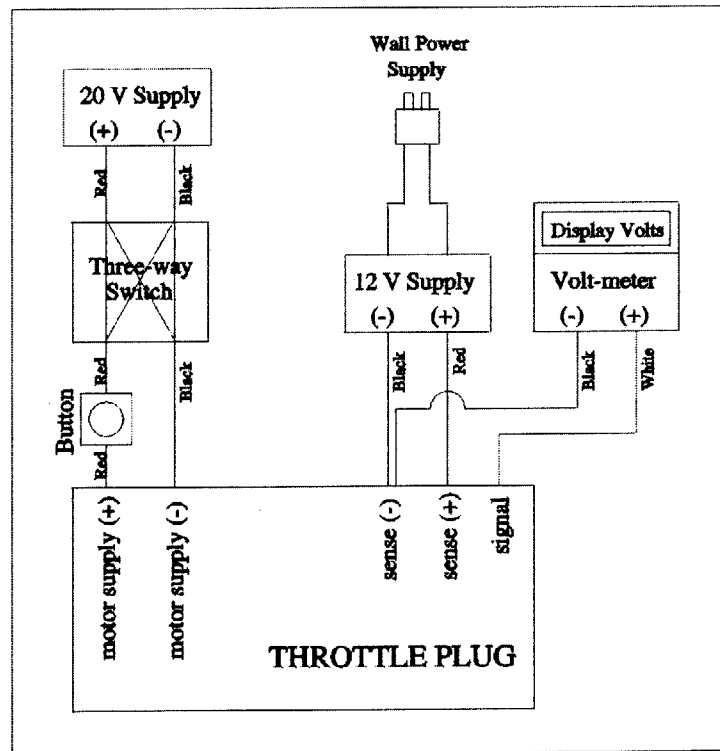 Wall Power
Supply
20 V Supply
(+) (-)
Red
Black
Three-way
Switch
Red
Black
Button
Red
12 V Supply
(-) (+)
Black
Red
Display Volts
Volt-meter
(-) (+)
Black
White
motor supply (+)
motor supply (-)
sense (-)
sense (+)
signal
THROTTLE PLUG